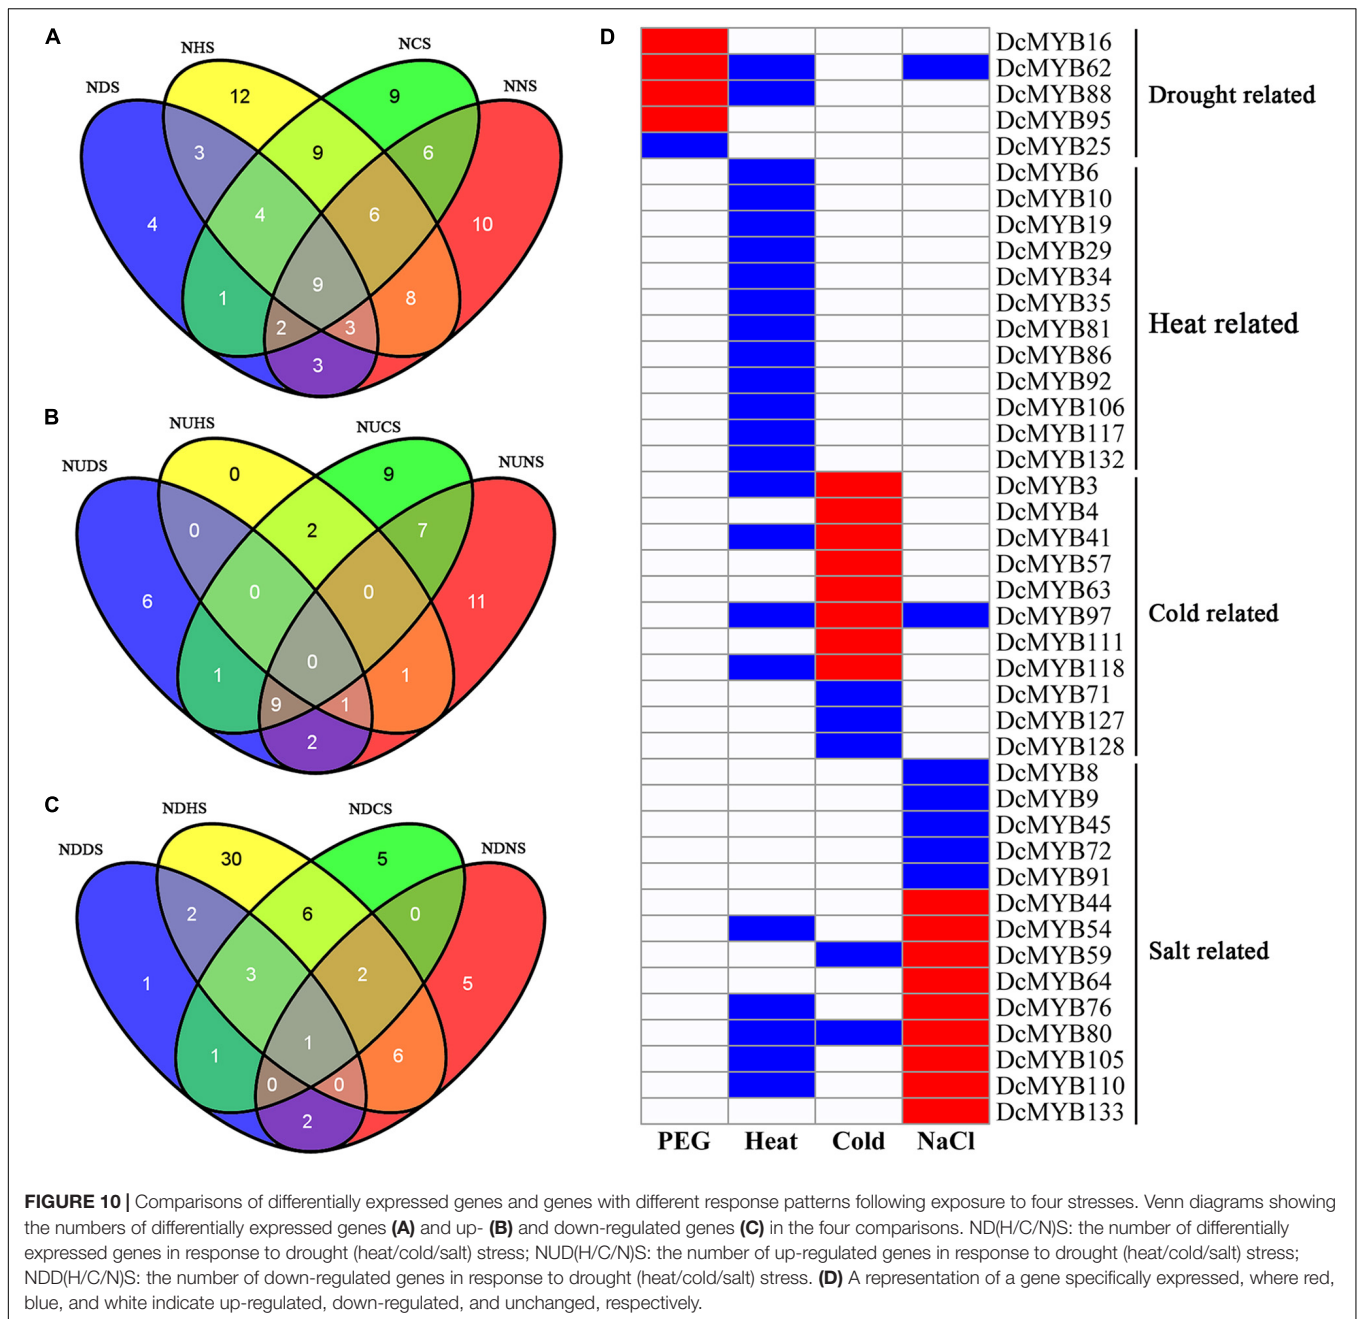 A
NHS
NCS
NDS
NNS
12
9
3
9
6
4
4
6
10
9
1
8
2
3
3
B
NUHS
NUCS
NUDS
NUNS
0
9
0
2
7
6
0
0
11
0
1
1
9
1
2
C
NDHS
NDCS
NDDS
NDNS
30
5
2
6
0
1
3
2
5
1
1
6
0
0
2
D
DcMYB16
DcMYB62
DcMYB88
DcMYB95
DcMYB25
DcMYB6
DcMYB10
DcMYB19
DcMYB29
DcMYB34
DcMYB35
DcMYB81
DcMYB86
DcMYB92
DcMYB106
DcMYB117
DcMYB132
DcMYB3
DcMYB4
DcMYB41
DcMYB57
DcMYB63
DcMYB97
DcMYB111
DcMYB118
DcMYB71
DcMYB127
DcMYB128
DcMYB8
DcMYB9
DcMYB45
DcMYB72
DcMYB91
DcMYB44
DcMYB54
DcMYB59
DcMYB64
DcMYB76
DcMYB80
DcMYB105
DcMYB110
DcMYB133
Drought related
Heat related
Cold related
Salt related
PEG Heat Cold NaCl
FIGURE 10 | Comparisons of differentially expressed genes and genes with different response patterns following exposure to four stresses. Venn diagrams showing
the numbers of differentially expressed genes (A) and up- (B) and down-regulated genes (C) in the four comparisons. ND(H/C/N)S: the number of differentially
expressed genes in response to drought (heat/cold/salt) stress; NUD(H/C/N)S: the number of up-regulated genes in response to drought (heat/cold/salt) stress;
NDD(H/C/N)S: the number of down-regulated genes in response to drought (heat/cold/salt) stress. (D) A representation of a gene specifically expressed, where red,
blue, and white indicate up-regulated, down-regulated, and unchanged, respectively.